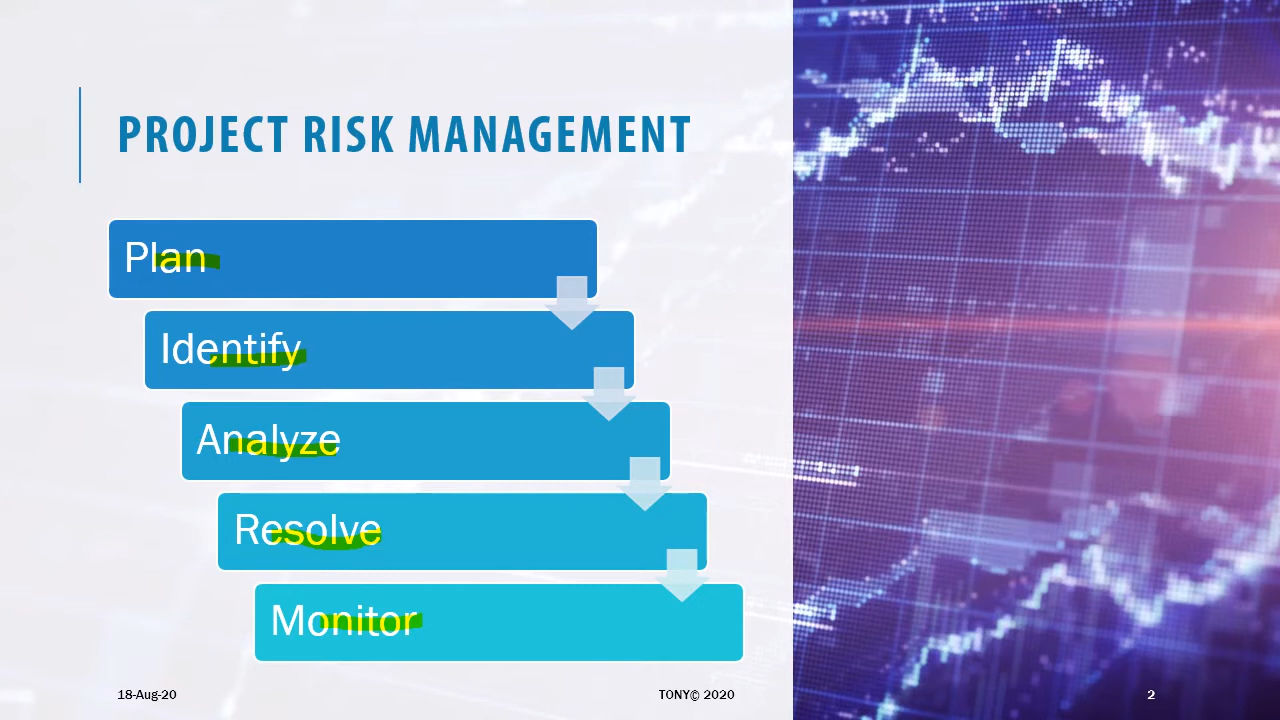 PROJECT RISK MANAGEMENT
Plan
Identify
Analyze
Resolve
Monitor
18-Aug-20 TONY© 2020 2